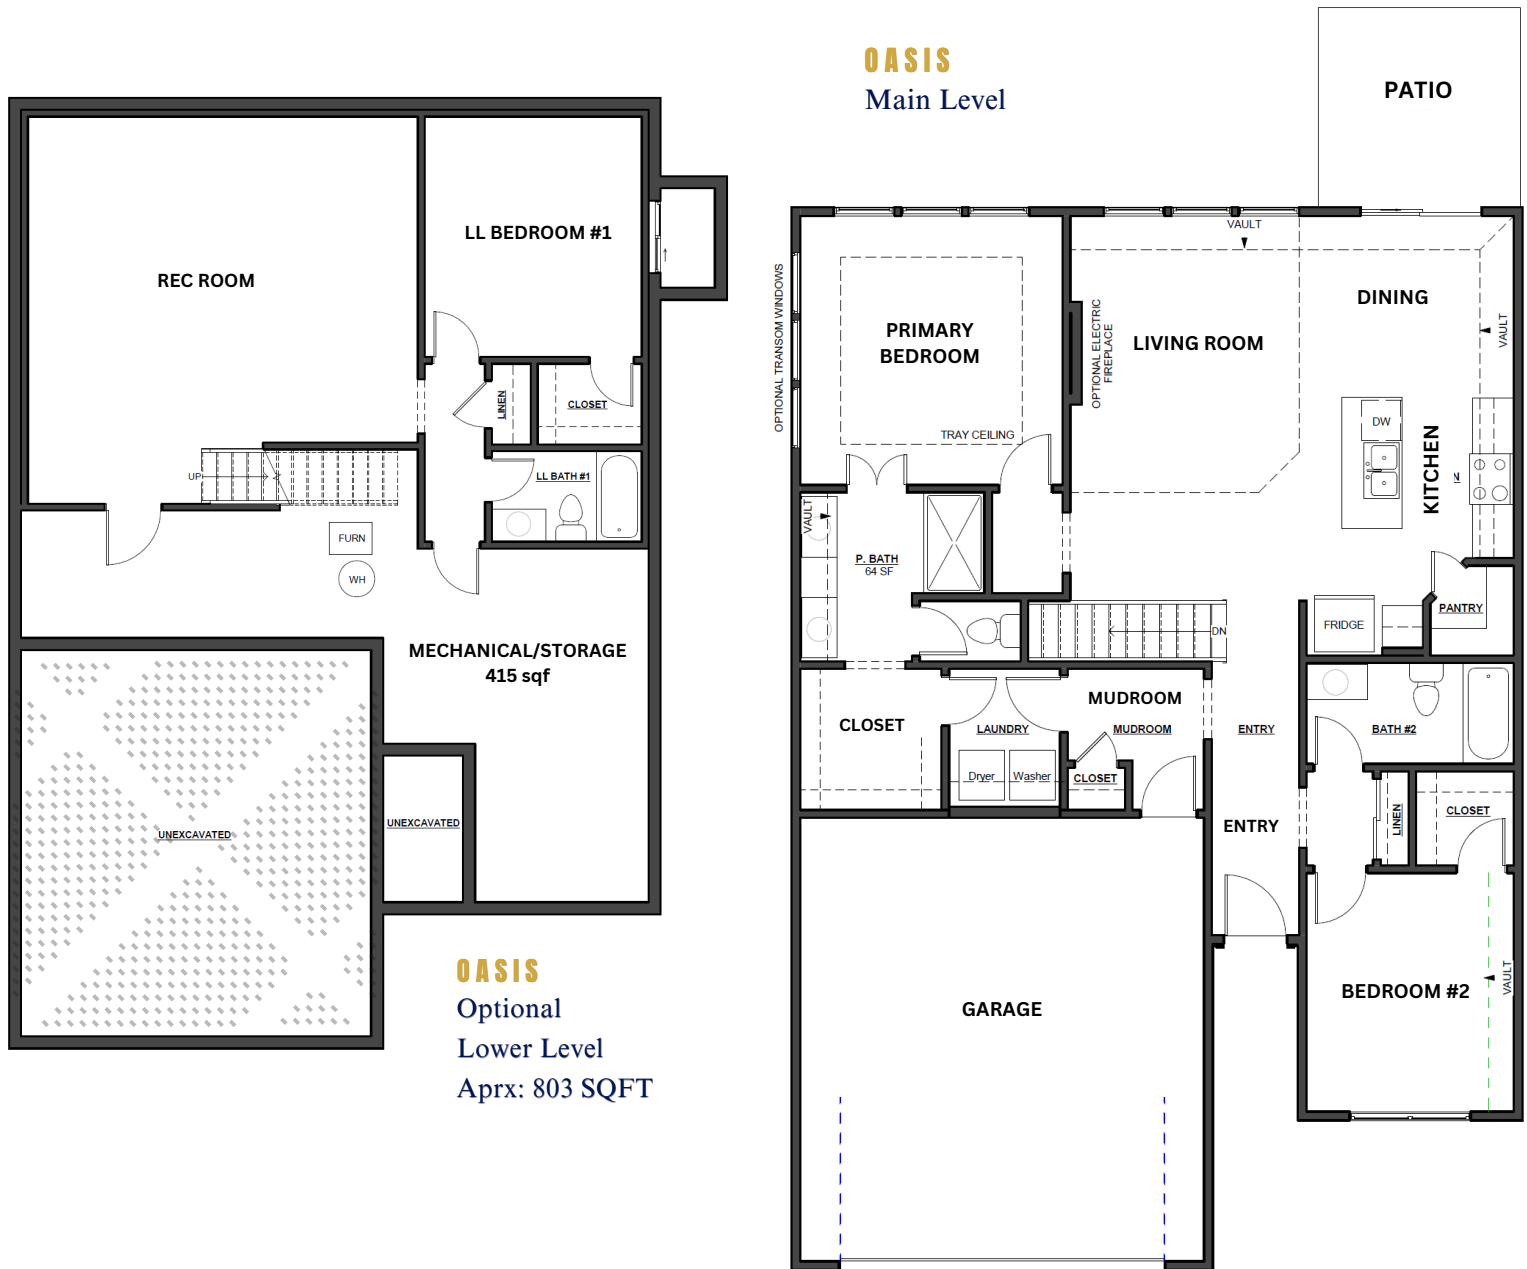 OASIS
Main Level
PATIO
REC ROOM
LL BEDROOM #1
LINEN
CLOSET
UP
LL BATH #1
FURN
WH
MECHANICAL/STORAGE
415 sqf
UNEXCAVATED
UNEXCAVATED
OASIS
Optional
Lower Level
Aprx: 803 SQFT
VAULT
OPTIONAL TRANSOM WINDOWS
PRIMARY
BEDROOM
TRAY CEILING
OPTIONAL ELECTRIC
FIREPLACE
LIVING ROOM
DINING
VAULT
DW
KITCHEN
VAULT
P. BATH
64 SF
DN
FRIDGE
PANTRY
CLOSET
LAUNDRY
Dryer
Washer
MUDROOM
MUDROOM
CLOSET
ENTRY
ENTRY
BATH #2
LINEN
CLOSET
GARAGE
BEDROOM #2
VAULT